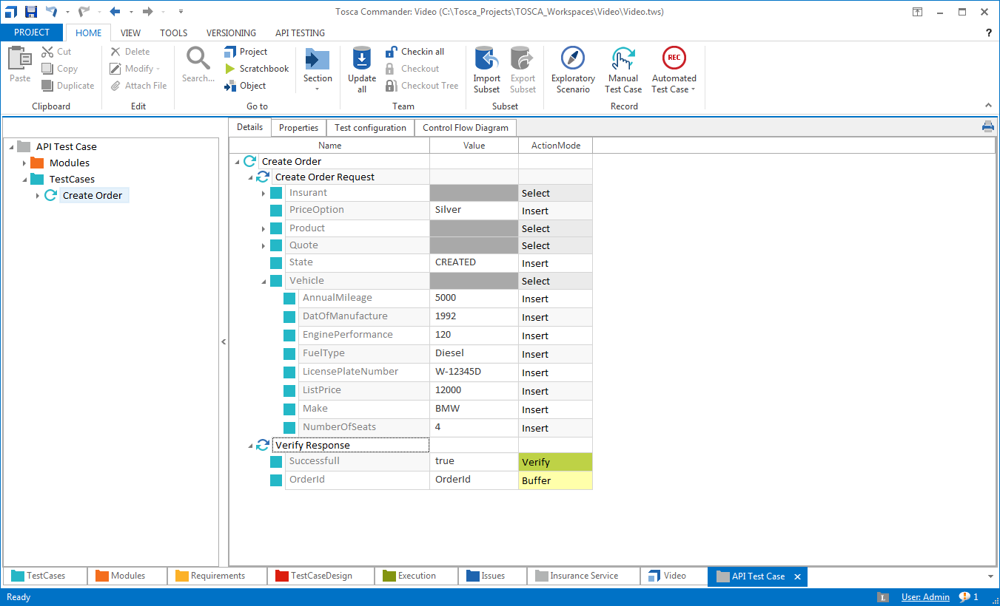 Tosca Commander: Video (C:\Tosca_Projects\TOSCA_Workspaces\Video\Video.tws)
PROJECT HOME VIEW TOOLS VERSIONING API TESTING ?
Paste
Cut
Copy
Duplicate
Clipboard
Delete
Modify
Attach File
Edit
Search...
Project
Scratchbook
Object
Go to
Section
Update all
Checkin all
Checkout
Checkout Tree
Team
Import Subset
Export Subset
Subset
Exploratory Scenario
Manual Test Case
REC
Automated Test Case
Record
API Test Case
Modules
TestCases
Create Order
Details Properties Test configuration Control Flow Diagram
Name Value ActionMode
Create Order
Create Order Request
Insurant Select
PriceOption Silver Insert
Product Select
Quote Select
State CREATED Insert
Vehicle Select
AnnualMileage 5000 Insert
DatOfManufacture 1992 Insert
EnginePerformance 120 Insert
FuelType Diesel Insert
LicensePlateNumber W-12345D Insert
ListPrice 12000 Insert
Make BMW Insert
NumberOfSeats 4 Insert
Verify Response
Successfull true Verify
OrderId OrderId Buffer
TestCases Modules Requirements TestCaseDesign Execution Issues Insurance Service Video API Test Case
Ready L User: Admin 1